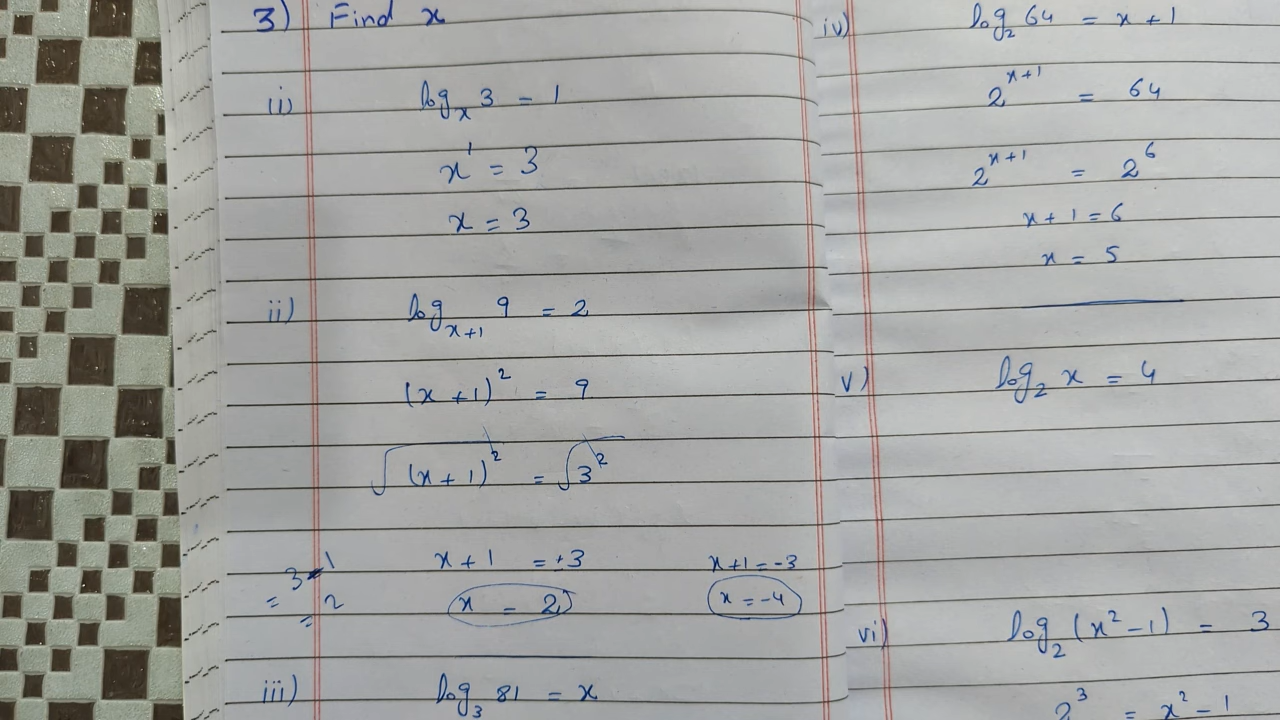 3) Find x
(i) log_x 3 = 1
x^1 = 3
x = 3
ii) log_{x+1} 9 = 2
(x + 1)^2 = 9
√(x + 1)^2 = √3^2
x + 1 = +3
x = 2
x + 1 = -3
x = -4
3 - 1
= 2
=
iii) log_3 81 = x
iv) log_2 64 = x + 1
2^{x+1} = 64
2^{x+1} = 2^6
x + 1 = 6
x = 5
v) log_2 x = 4
vi) log_2 (x^2 - 1) = 3
2^3 = x^2 - 1